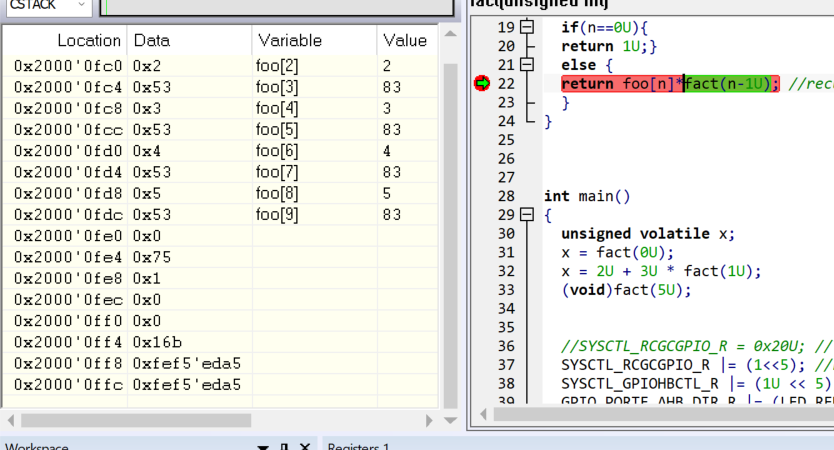 CSTACK
Location Data Variable Value
0x2000'0fc0 0x2 foo[2] 2
0x2000'0fc4 0x53 foo[3] 83
0x2000'0fc8 0x3 foo[4] 3
0x2000'0fcc 0x53 foo[5] 83
0x2000'0fd0 0x4 foo[6] 4
0x2000'0fd4 0x53 foo[7] 83
0x2000'0fd8 0x5 foo[8] 5
0x2000'0fdc 0x53 foo[9] 83
0x2000'0fe0 0x0
0x2000'0fe4 0x75
0x2000'0fe8 0x1
0x2000'0fec 0x0
0x2000'0ff0 0x0
0x2000'0ff4 0x16b
0x2000'0ff8 0xfef5'eda5
0x2000'0ffc 0xfef5'eda5
fact(unsigned int)
19 if(n==0U){
20 return 1U;}
21 else {
22 return foo[n]*fact(n-1U); //rec
23 }
24 }
25
26
27
28 int main()
29 {
30 unsigned volatile x;
31 x = fact(0U);
32 x = 2U + 3U * fact(1U);
33 (void)fact(5U);
34
35
36 //SYSCTL_RCGCGPIO_R = 0x20U; //
37 SYSCTL_RCGCGPIO_R |= (1<<5); //
38 SYSCTL_GPIOHBCTL_R |= (1U << 5)
39 GPIO_PORTF_AHB_DIR_R |= (LED_RE
Workspace
Registers 1